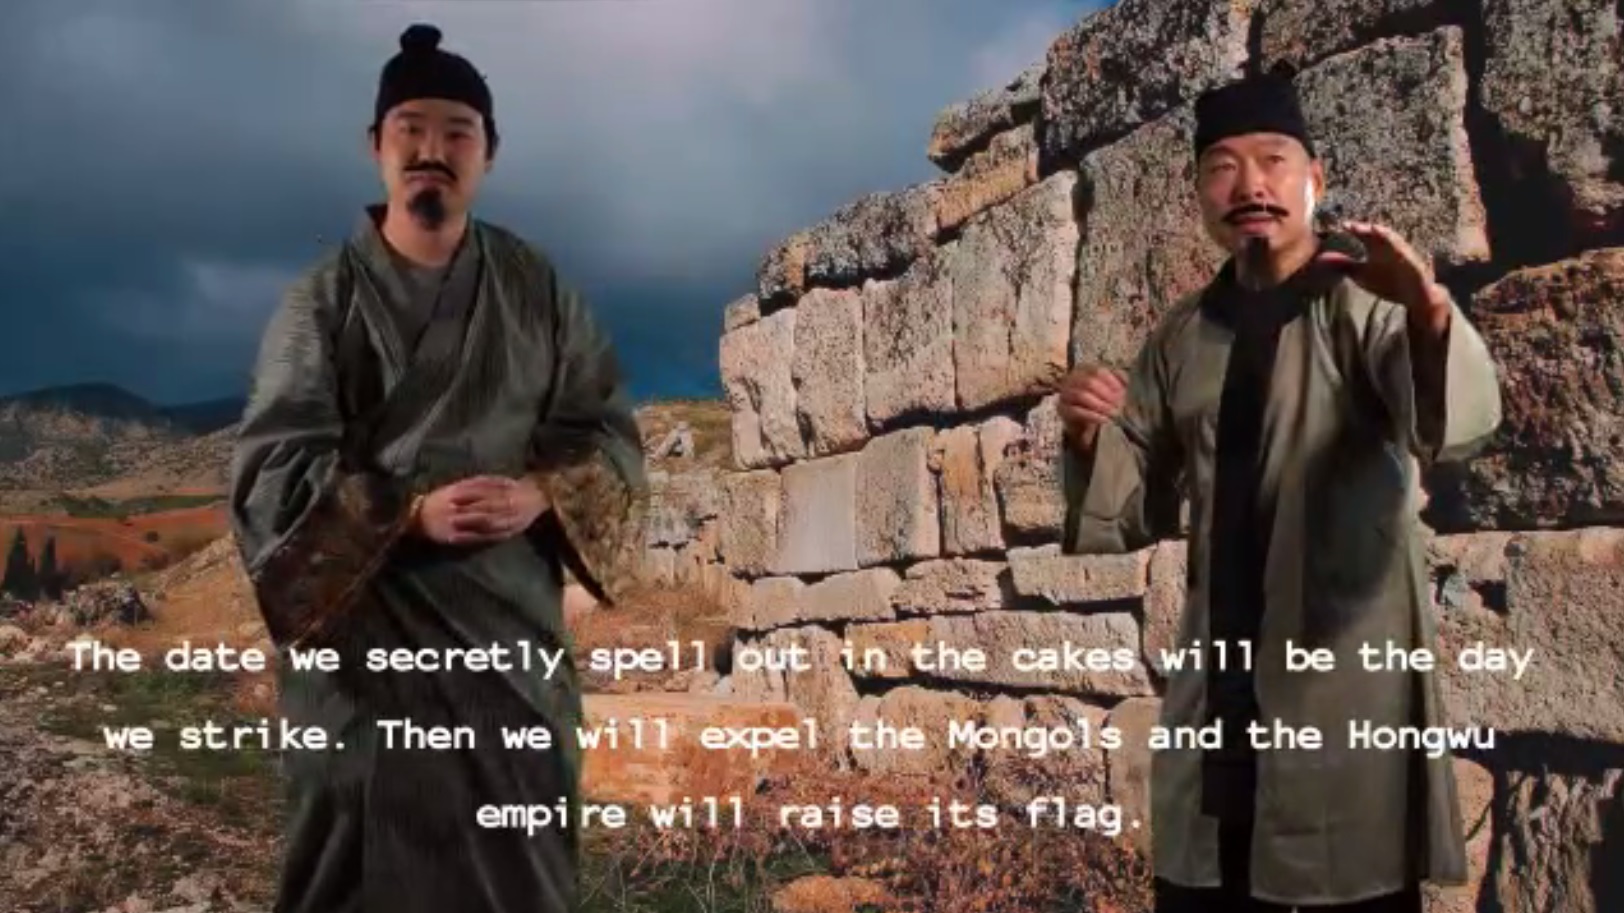 The date we secretly spell out in the cakes will be the day
we strike. Then we will expel the Mongols and the Hongwu
empire will raise its flag.